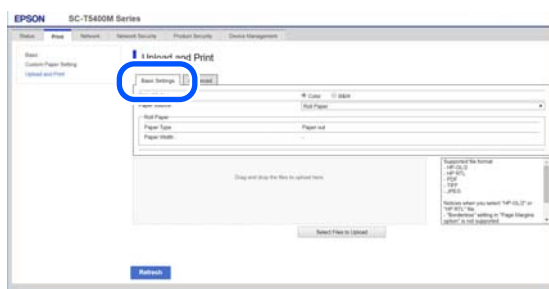 EPSON SC-T5400M Series
Status Print Network Network Security Product Security Device Management
Basic
Custom Paper Setting
Upload and Print
Upload and Print
Basic Settings
Color B&W
Paper Source Roll Paper
Roll Paper
Paper Type Paper out
Paper Width -
Drag and drop the files to upload here.
Supported file format
- HP-GL/2
- HP RTL
- PDF
- TIFF
- JPEG
Notices when you select "HP-GL/2" or
"HP RTL" file
- "Borderless" setting in "Page Margins
option" is not supported
Select Files to Upload
Refresh